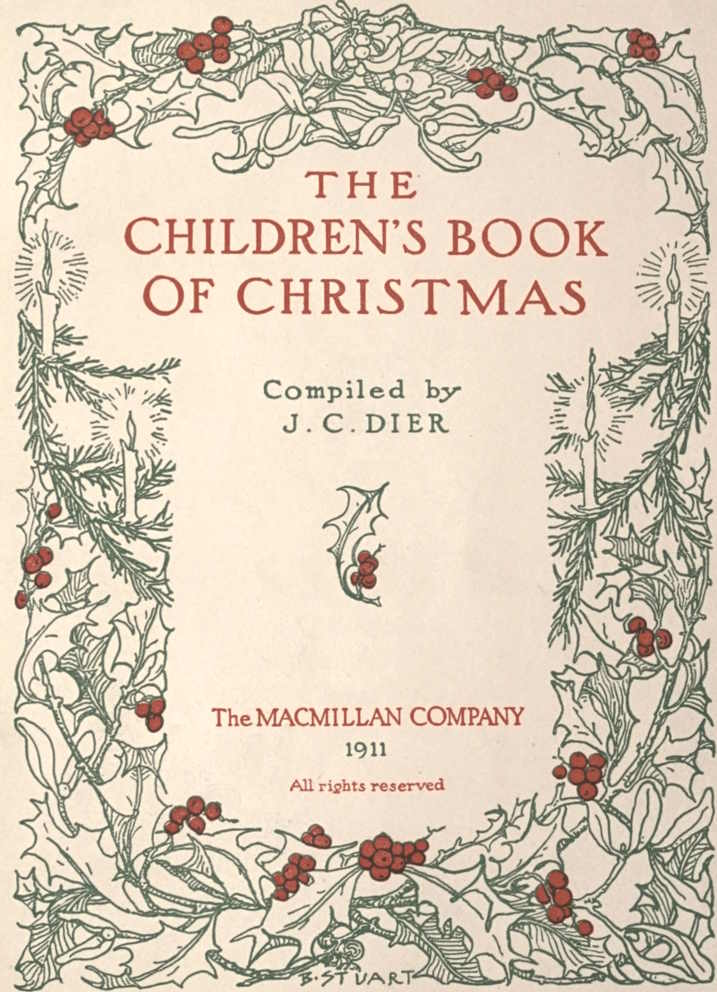 THE
CHILDREN'S BOOK
OF CHRISTMAS
Compiled by
J. C. DIER
The MACMILLAN COMPANY
1911
All rights reserved
B. STUART